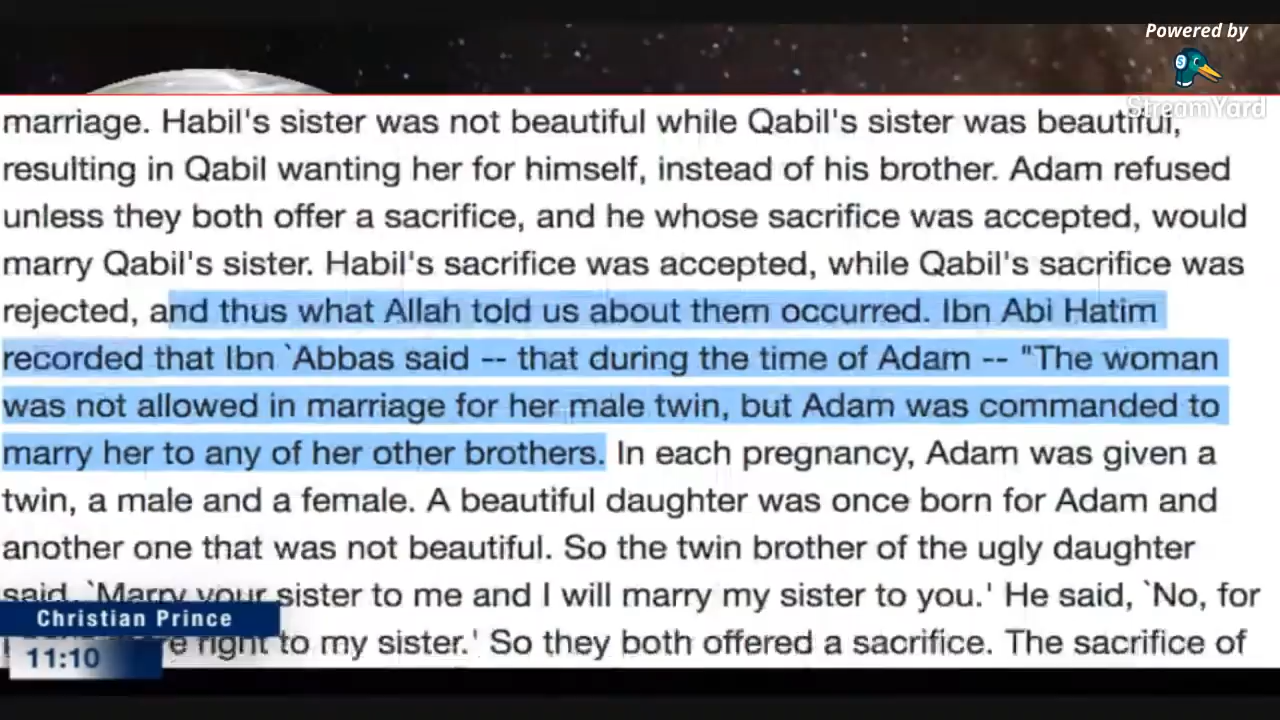 Powered by
StreamYard
marriage. Habil's sister was not beautiful while Qabil's sister was beautiful,
resulting in Qabil wanting her for himself, instead of his brother. Adam refused
unless they both offer a sacrifice, and he whose sacrifice was accepted, would
marry Qabil's sister. Habil's sacrifice was accepted, while Qabil's sacrifice was
rejected, and thus what Allah told us about them occurred. Ibn Abi Hatim
recorded that Ibn `Abbas said -- that during the time of Adam -- "The woman
was not allowed in marriage for her male twin, but Adam was commanded to
marry her to any of her other brothers. In each pregnancy, Adam was given a
twin, a male and a female. A beautiful daughter was once born for Adam and
another one that was not beautiful. So the twin brother of the ugly daughter
said, `Marry your sister to me and I will marry my sister to you.' He said, `No, for
right to my sister.' So they both offered a sacrifice. The sacrifice of
Christian Prince
11:10